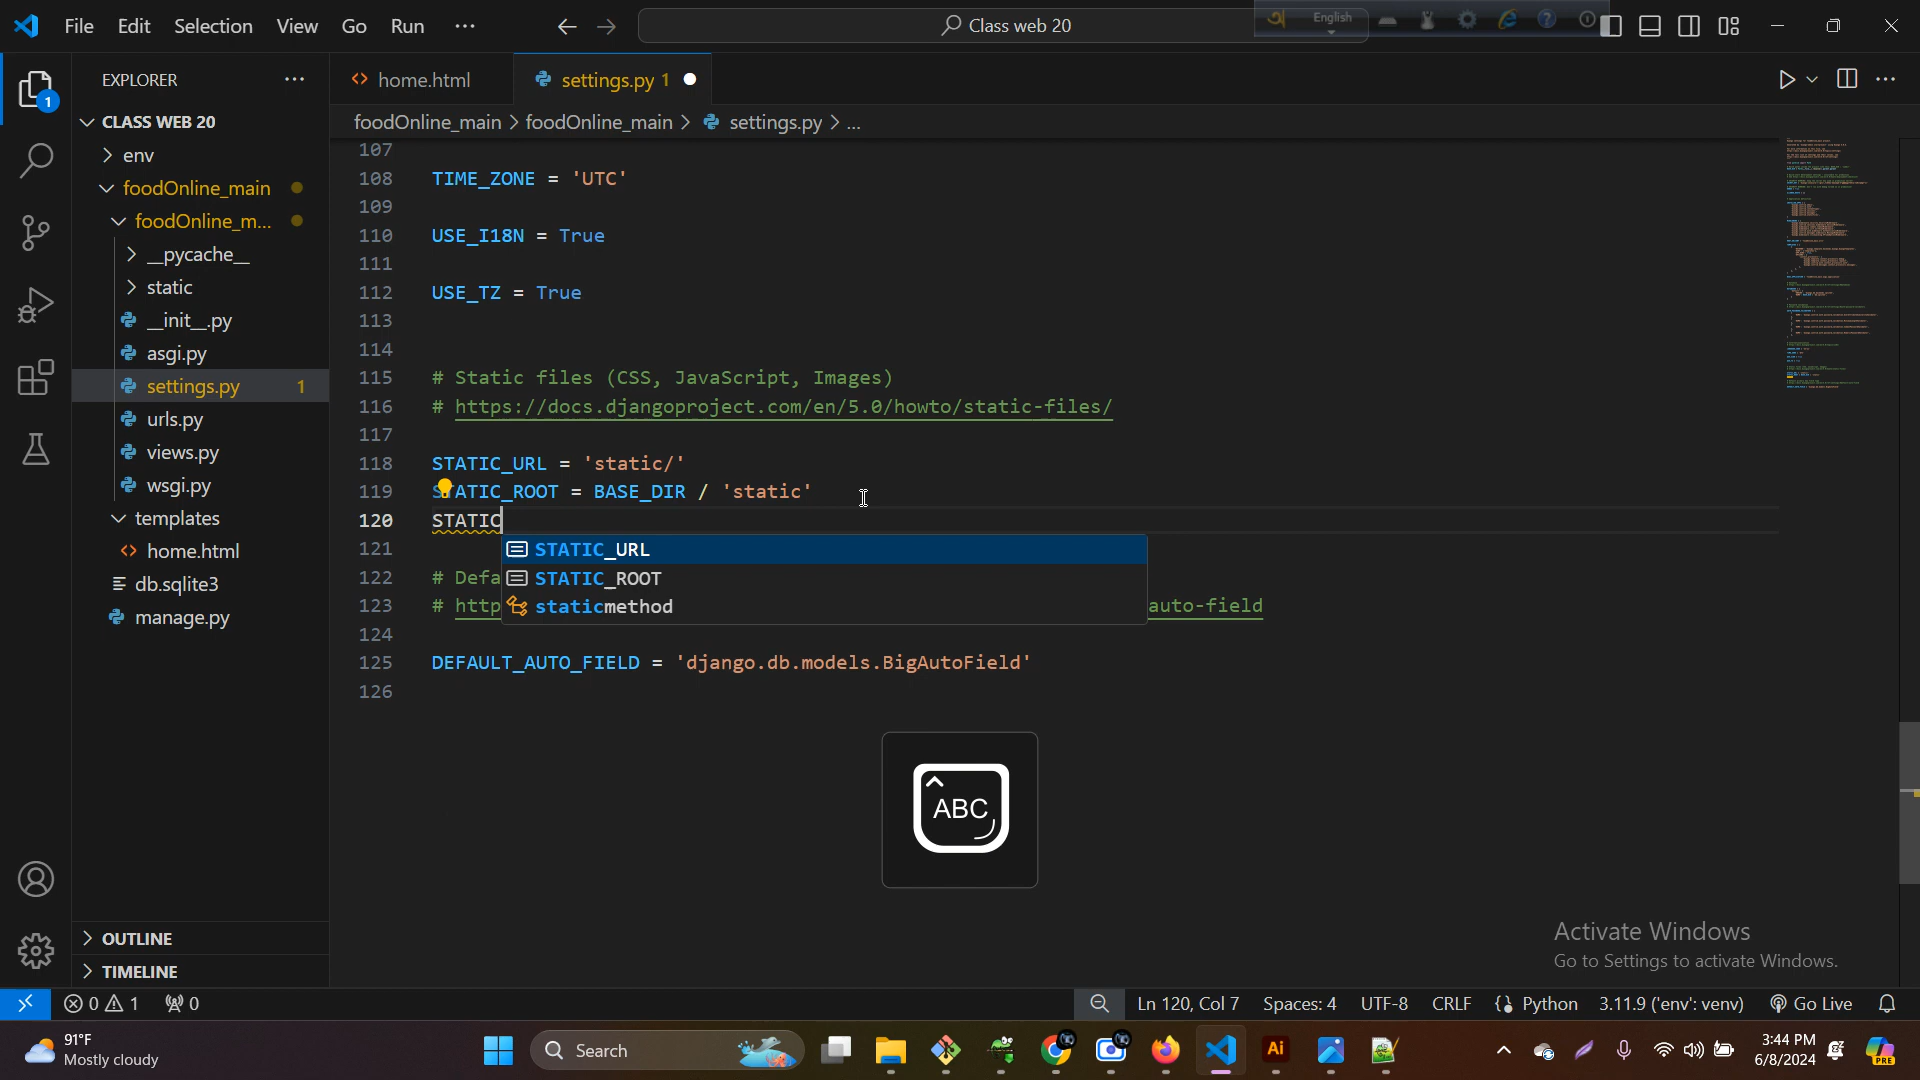 File Edit Selection View Go Run ···
Class web 20
English
EXPLORER
home.html
settings.py 1
foodOnline_main > foodOnline_main > settings.py > ...
CLASS WEB 20
env
foodOnline_main
foodOnline_m...
__pycache__
static
__init__.py
asgi.py
settings.py 1
urls.py
views.py
wsgi.py
templates
home.html
db.sqlite3
manage.py
OUTLINE
TIMELINE
107
108 TIME_ZONE = 'UTC'
109
110 USE_I18N = True
111
112 USE_TZ = True
113
114
115 # Static files (CSS, JavaScript, Images)
116 # https://docs.djangoproject.com/en/5.0/howto/static-files/
117
118 STATIC_URL = 'static/'
119 STATIC_ROOT = BASE_DIR / 'static'
120 STATIC
121 STATIC_URL
122 # Defa STATIC_ROOT
123 # http staticmethod auto-field
124
125 DEFAULT_AUTO_FIELD = 'django.db.models.BigAutoField'
126
ABC
Activate Windows
Go to Settings to activate Windows.
0 1 0
Ln 120, Col 7 Spaces: 4 UTF-8 CRLF Python 3.11.9 ('env': venv) Go Live
91°F
Mostly cloudy
Search
Ai
3:44 PM
6/8/2024
PRE